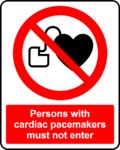 Persons with
cardiac pacemakers
must not enter